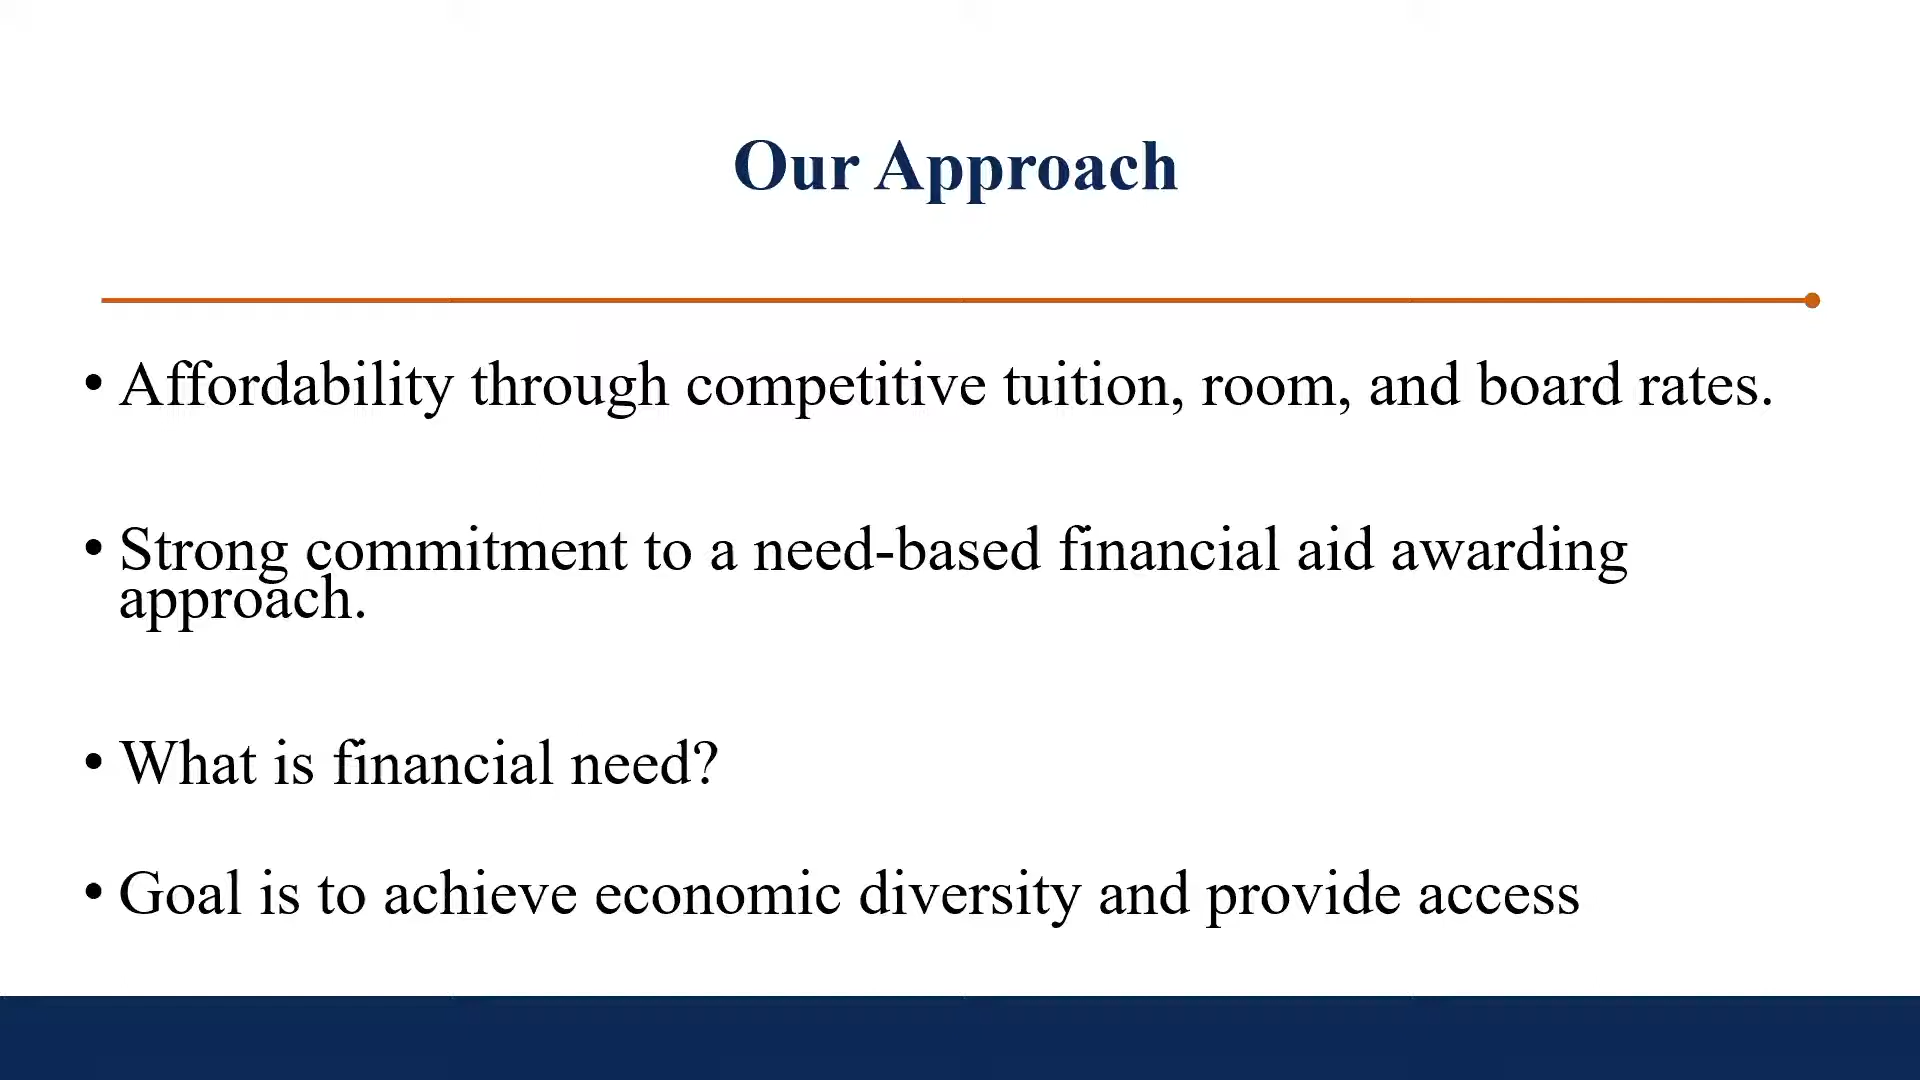 Our Approach
• Affordability through competitive tuition, room, and board rates.
• Strong commitment to a need-based financial aid awarding
approach.
• What is financial need?
• Goal is to achieve economic diversity and provide access